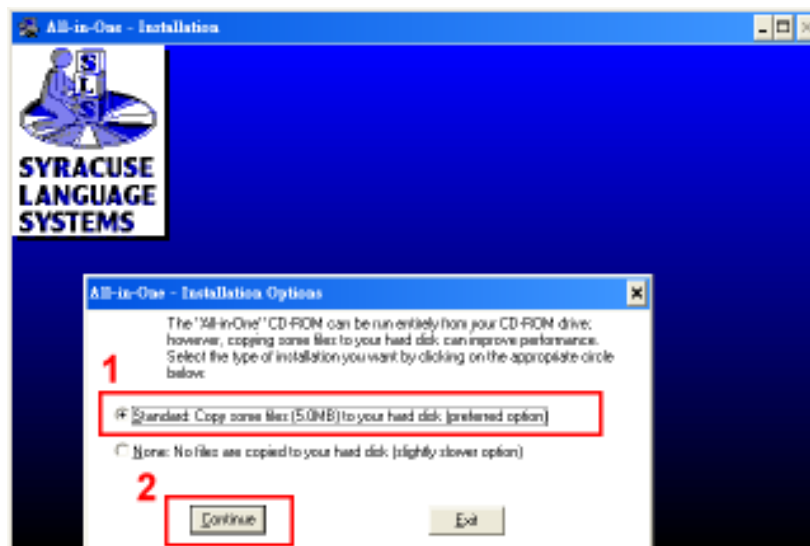 All-in-One - Installation
SLS
SYRACUSE
LANGUAGE
SYSTEMS
All-in-One - Installation Options
The "All-in-One" CD-ROM can be run entirely from your CD-ROM drive;
however, copying some files to your hard disk can improve performance.
Select the type of installation you want by clicking on the appropriate circle
below:
1
Standard: Copy some files (5.0MB) to your hard disk (preferred option)
None: No files are copied to your hard disk (slightly slower option)
2
Continue
Exit